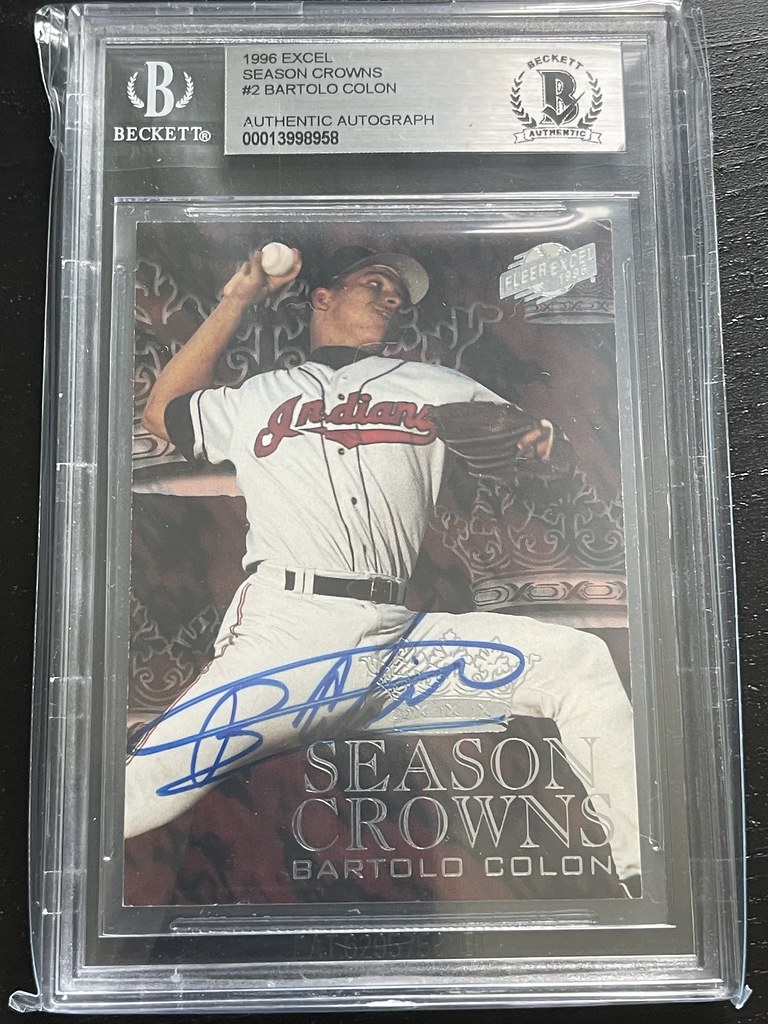 B
BECKETT®
1996 EXCEL
SEASON CROWNS
#2 BARTOLO COLON
AUTHENTIC AUTOGRAPH
00013998958
BECKETT
B
AUTHENTIC
FLEER EXCEL
1996
Indians
SEASON
CROWNS
BARTOLO COLON